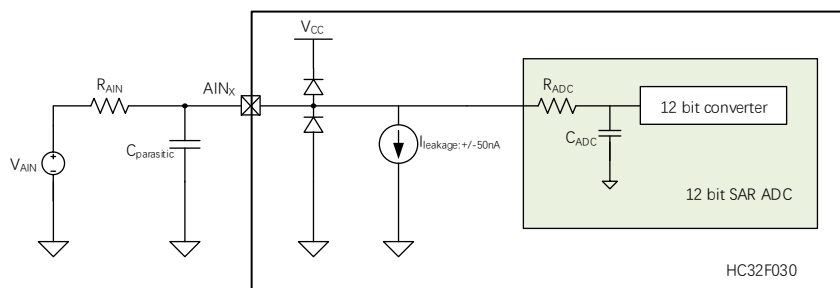 VCC
RAIN
AINX
RADC
12 bit converter
Cparasitic
Ileakage:+/-50nA
CADC
VAIN
+
−
12 bit SAR ADC
HC32F030